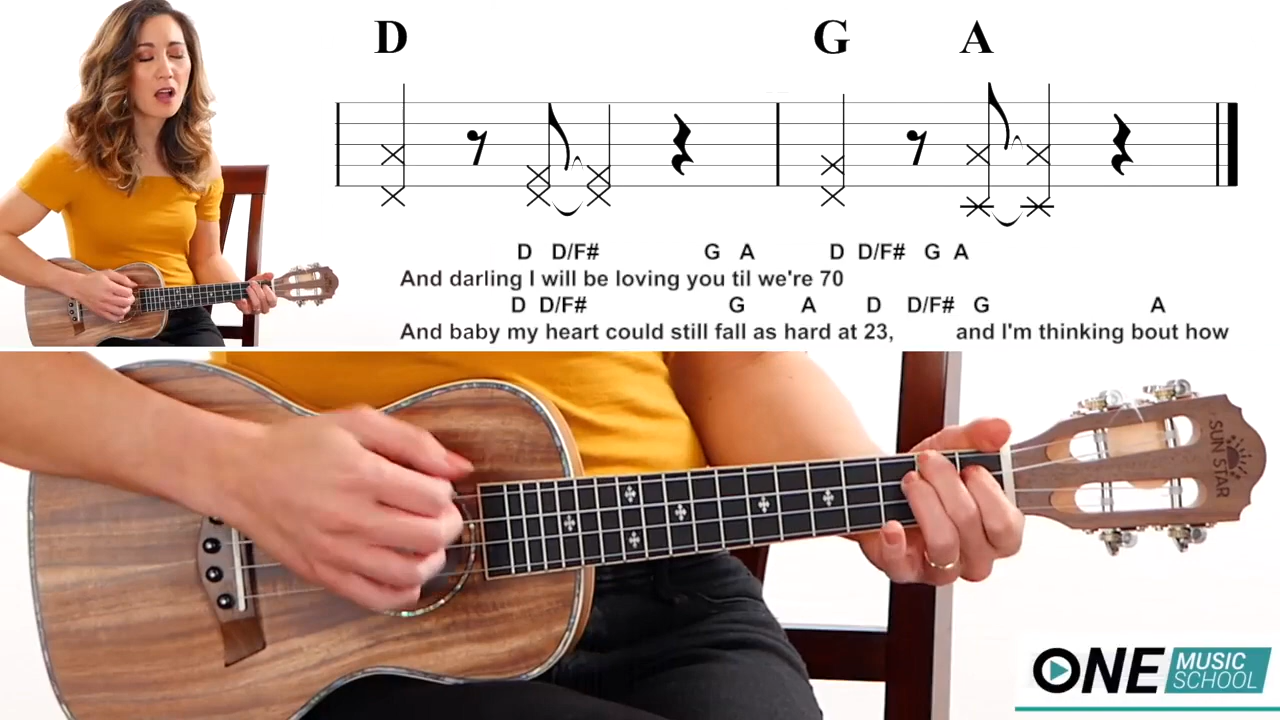 D G A
D D/F# G A D D/F# G A
And darling I will be loving you til we're 70
D D/F# G A D D/F# G A
And baby my heart could still fall as hard at 23, and I'm thinking bout how
SUN STAR
ONE MUSIC SCHOOL